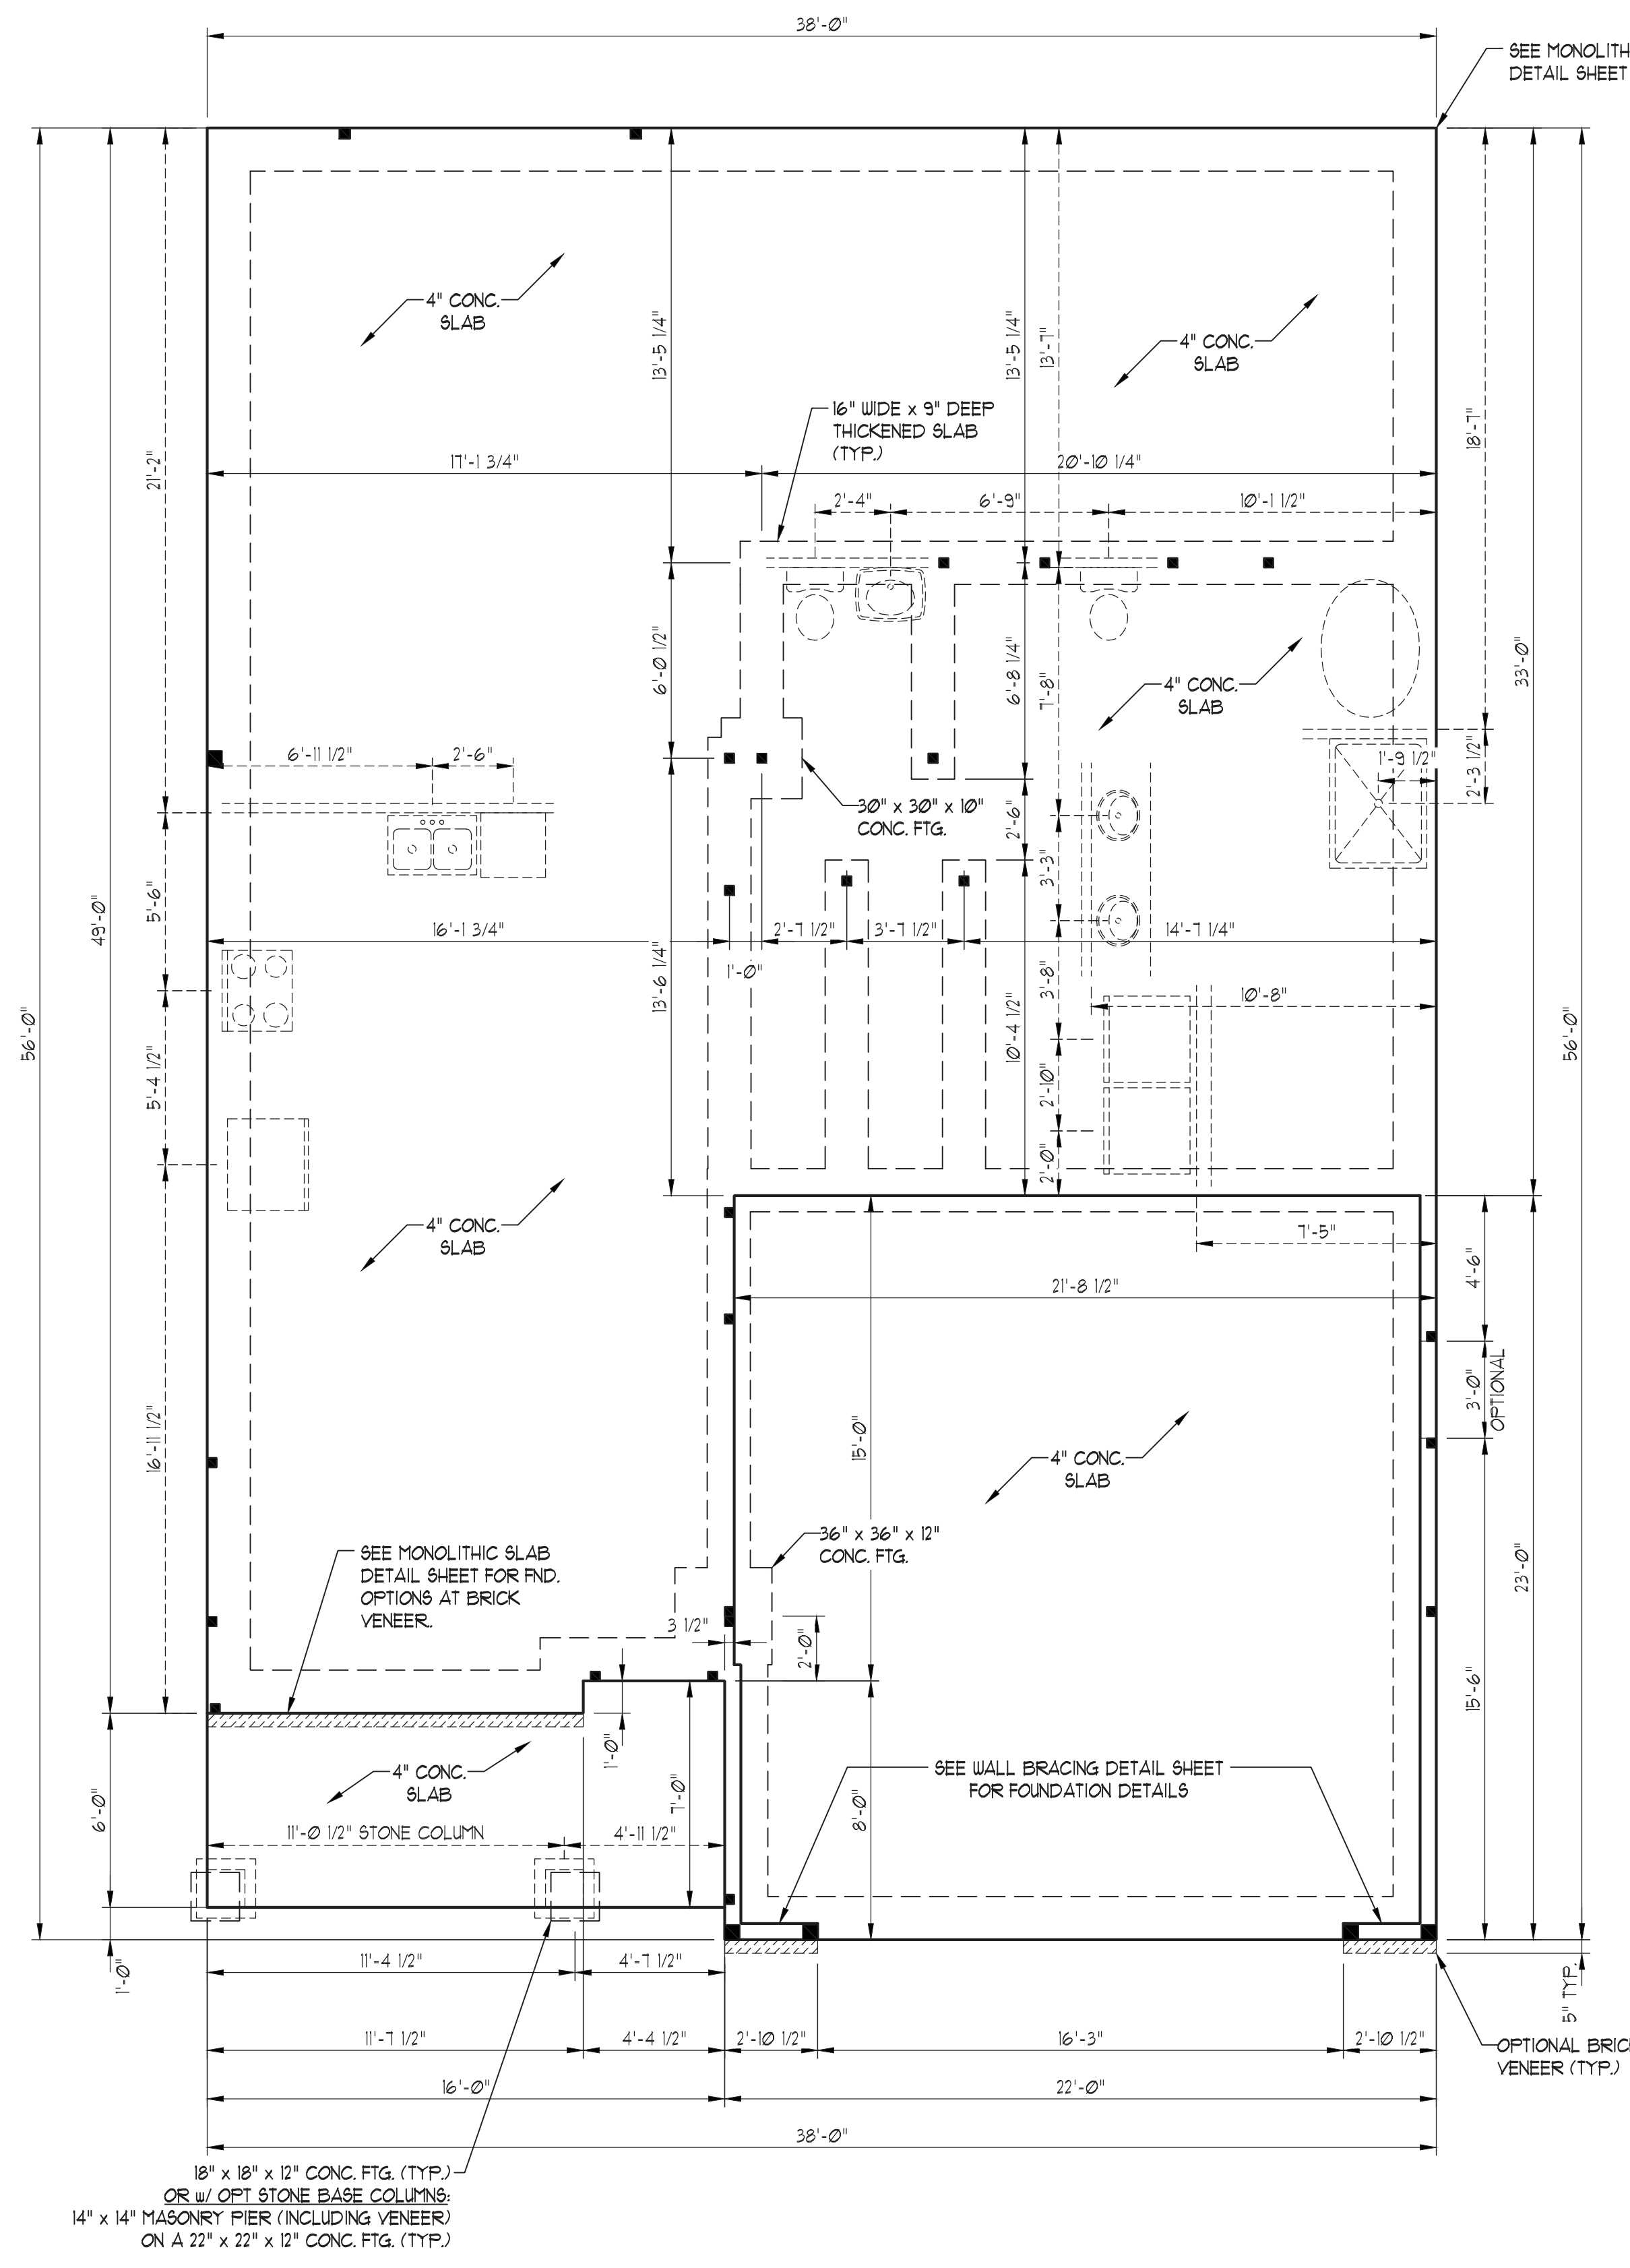 38'-0"
SEE MONOLITH
DETAIL SHEET
4" CONC.
SLAB
4" CONC.
SLAB
13'-5 1/4"
13'-5 1/4"
13'-7"
18'-7"
21'-2"
16" WIDE x 9" DEEP
THICKENED SLAB
(TYP.)
17'-1 3/4"
20'-10 1/4"
2'-4"
6'-9"
10'-1 1/2"
6'-0 1/2"
6'-8 1/4"
7'-8"
33'-0"
4" CONC.
SLAB
6'-11 1/2"
2'-6"
1'-9 1/2"
2'-3 1/2"
30" x 30" x 10"
CONC. FTG.
2'-6"
3'-3"
5'-6"
49'-0"
16'-1 3/4"
2'-7 1/2"
3'-7 1/2"
14'-7 1/4"
1'-0"
13'-6 1/4"
3'-8"
10'-8"
10'-4 1/2"
56'-0"
56'-0"
5'-4 1/2"
2'-10"
2'-0"
4" CONC.
SLAB
7'-5"
4'-6"
21'-8 1/2"
3'-0"
OPTIONAL
16'-11 1/2"
15'-0"
4" CONC.
SLAB
36" x 36" x 12"
CONC. FTG.
23'-0"
SEE MONOLITHIC SLAB
DETAIL SHEET FOR FND.
OPTIONS AT BRICK
VENEER.
3 1/2"
2'-0"
15'-6"
1'-0"
4" CONC.
SLAB
SEE WALL BRACING DETAIL SHEET
FOR FOUNDATION DETAILS
7'-0"
8'-0"
6'-0"
11'-0 1/2" STONE COLUMN
4'-11 1/2"
1'-0"
11'-4 1/2"
4'-7 1/2"
5" TYP.
11'-7 1/2"
4'-4 1/2"
2'-10 1/2"
16'-3"
2'-10 1/2"
OPTIONAL BRIC
VENEER (TYP.)
16'-0"
22'-0"
38'-0"
18" x 18" x 12" CONC. FTG. (TYP.)
OR w/ OPT STONE BASE COLUMNS:
14" x 14" MASONRY PIER (INCLUDING VENEER)
ON A 22" x 22" x 12" CONC. FTG. (TYP.)